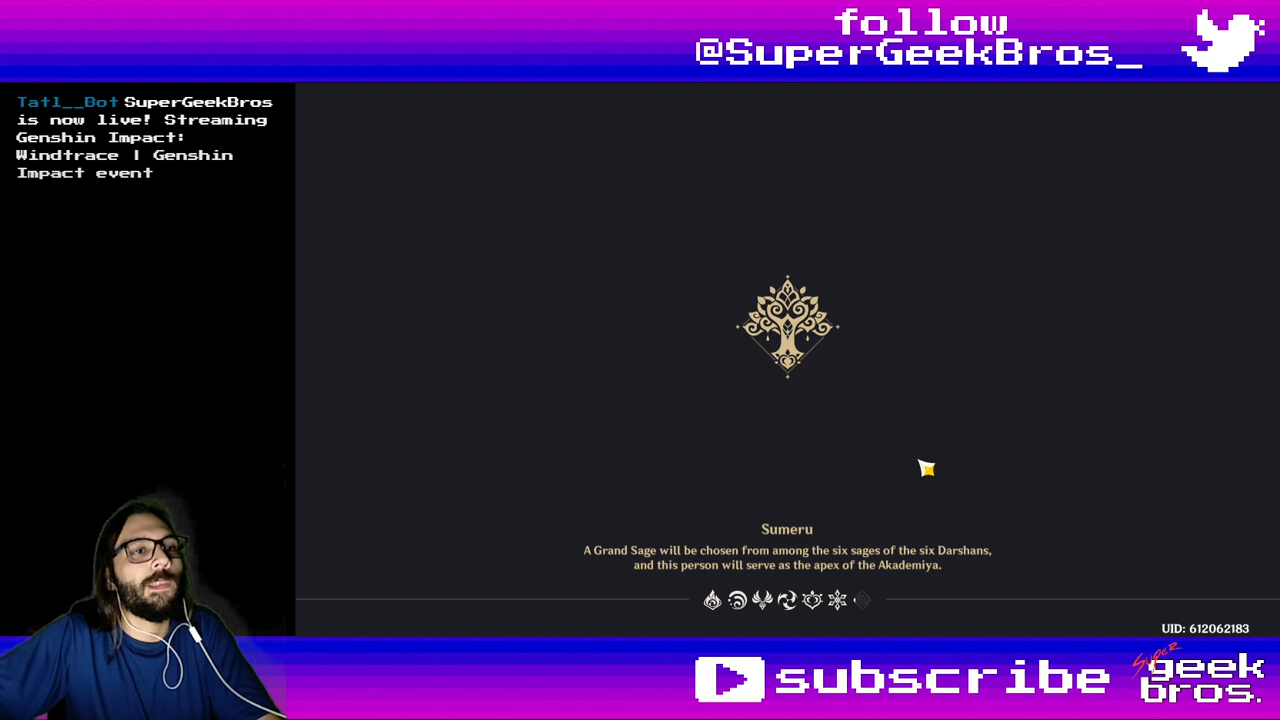 follow
@SuperGeekBros_
Tatl__Bot SuperGeekBros
is now live! Streaming
Genshin Impact:
Windtrace | Genshin
Impact event
Sumeru
A Grand Sage will be chosen from among the six sages of the six Darshans,
and this person will serve as the apex of the Akademiya.
UID: 612062183
subscribe
SUPER
geek
bros.